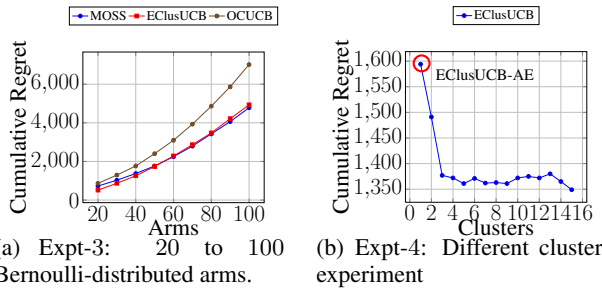 MOSS EClusUCB OCUCB
EClusUCB
Cumulative Regret
6,000
4,000
2,000
0
20 40 60 80 100
Arms
Cumulative Regret
1,600
1,550
1,500
1,450
1,400
1,350
EClusUCB-AE
0 2 4 6 8 10 12 14 16
Clusters
(a) Expt-3: 20 to 100
Bernoulli-distributed arms.
(b) Expt-4: Different cluster
experiment